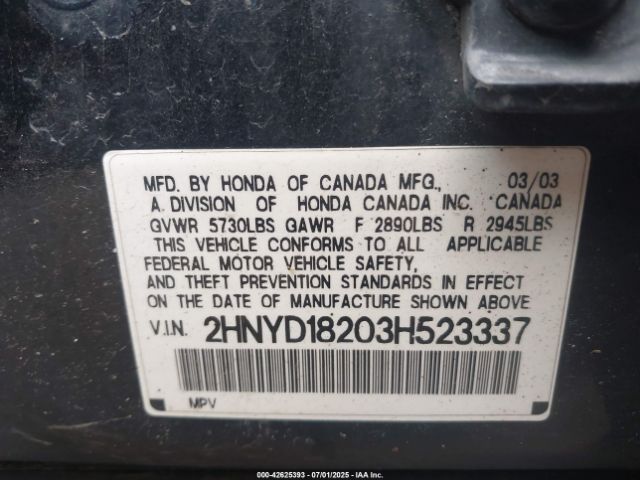 MFD. BY HONDA OF CANADA MFG., 03/03
A DIVISION OF HONDA CANADA INC. CANADA
GVWR 5730LBS GAWR F 2890LBS R 2945LBS
THIS VEHICLE CONFORMS TO ALL APPLICABLE
FEDERAL MOTOR VEHICLE SAFETY,
AND THEFT PREVENTION STANDARDS IN EFFECT
ON THE DATE OF MANUFACTURE SHOWN ABOVE
V.I.N. 2HNYD18203H523337
MPV
000-42625393 - 07/01/2025 - IAA Inc.